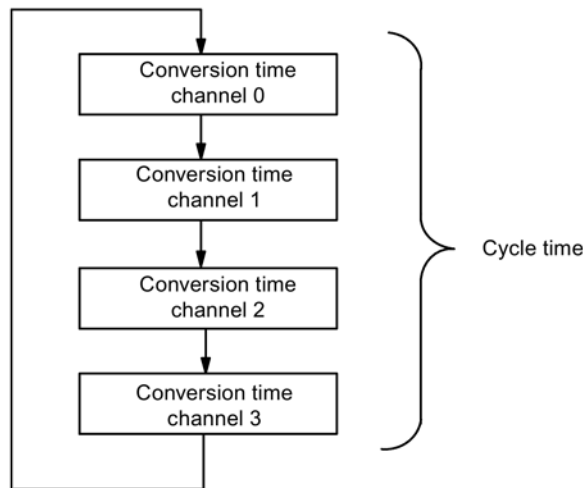 Conversion time
channel 0
Conversion time
channel 1
Cycle time
Conversion time
channel 2
Conversion time
channel 3